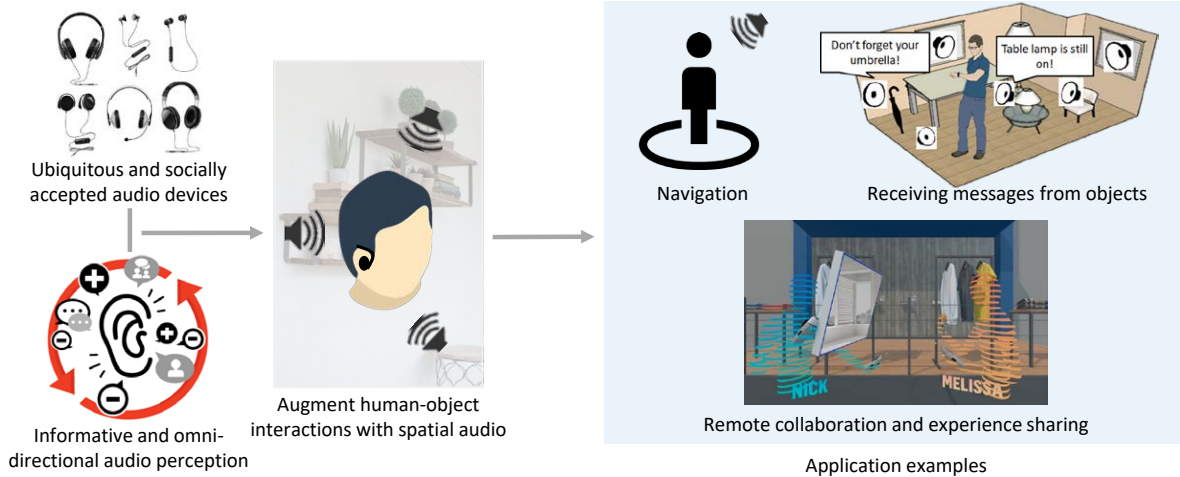 Ubiquitous and socially
accepted audio devices
Informative and omni-
directional audio perception
Augment human-object
interactions with spatial audio
Navigation
Don't forget your
umbrella!
Table lamp is still
on!
Receiving messages from objects
NICK
MELISSA
Remote collaboration and experience sharing
Application examples